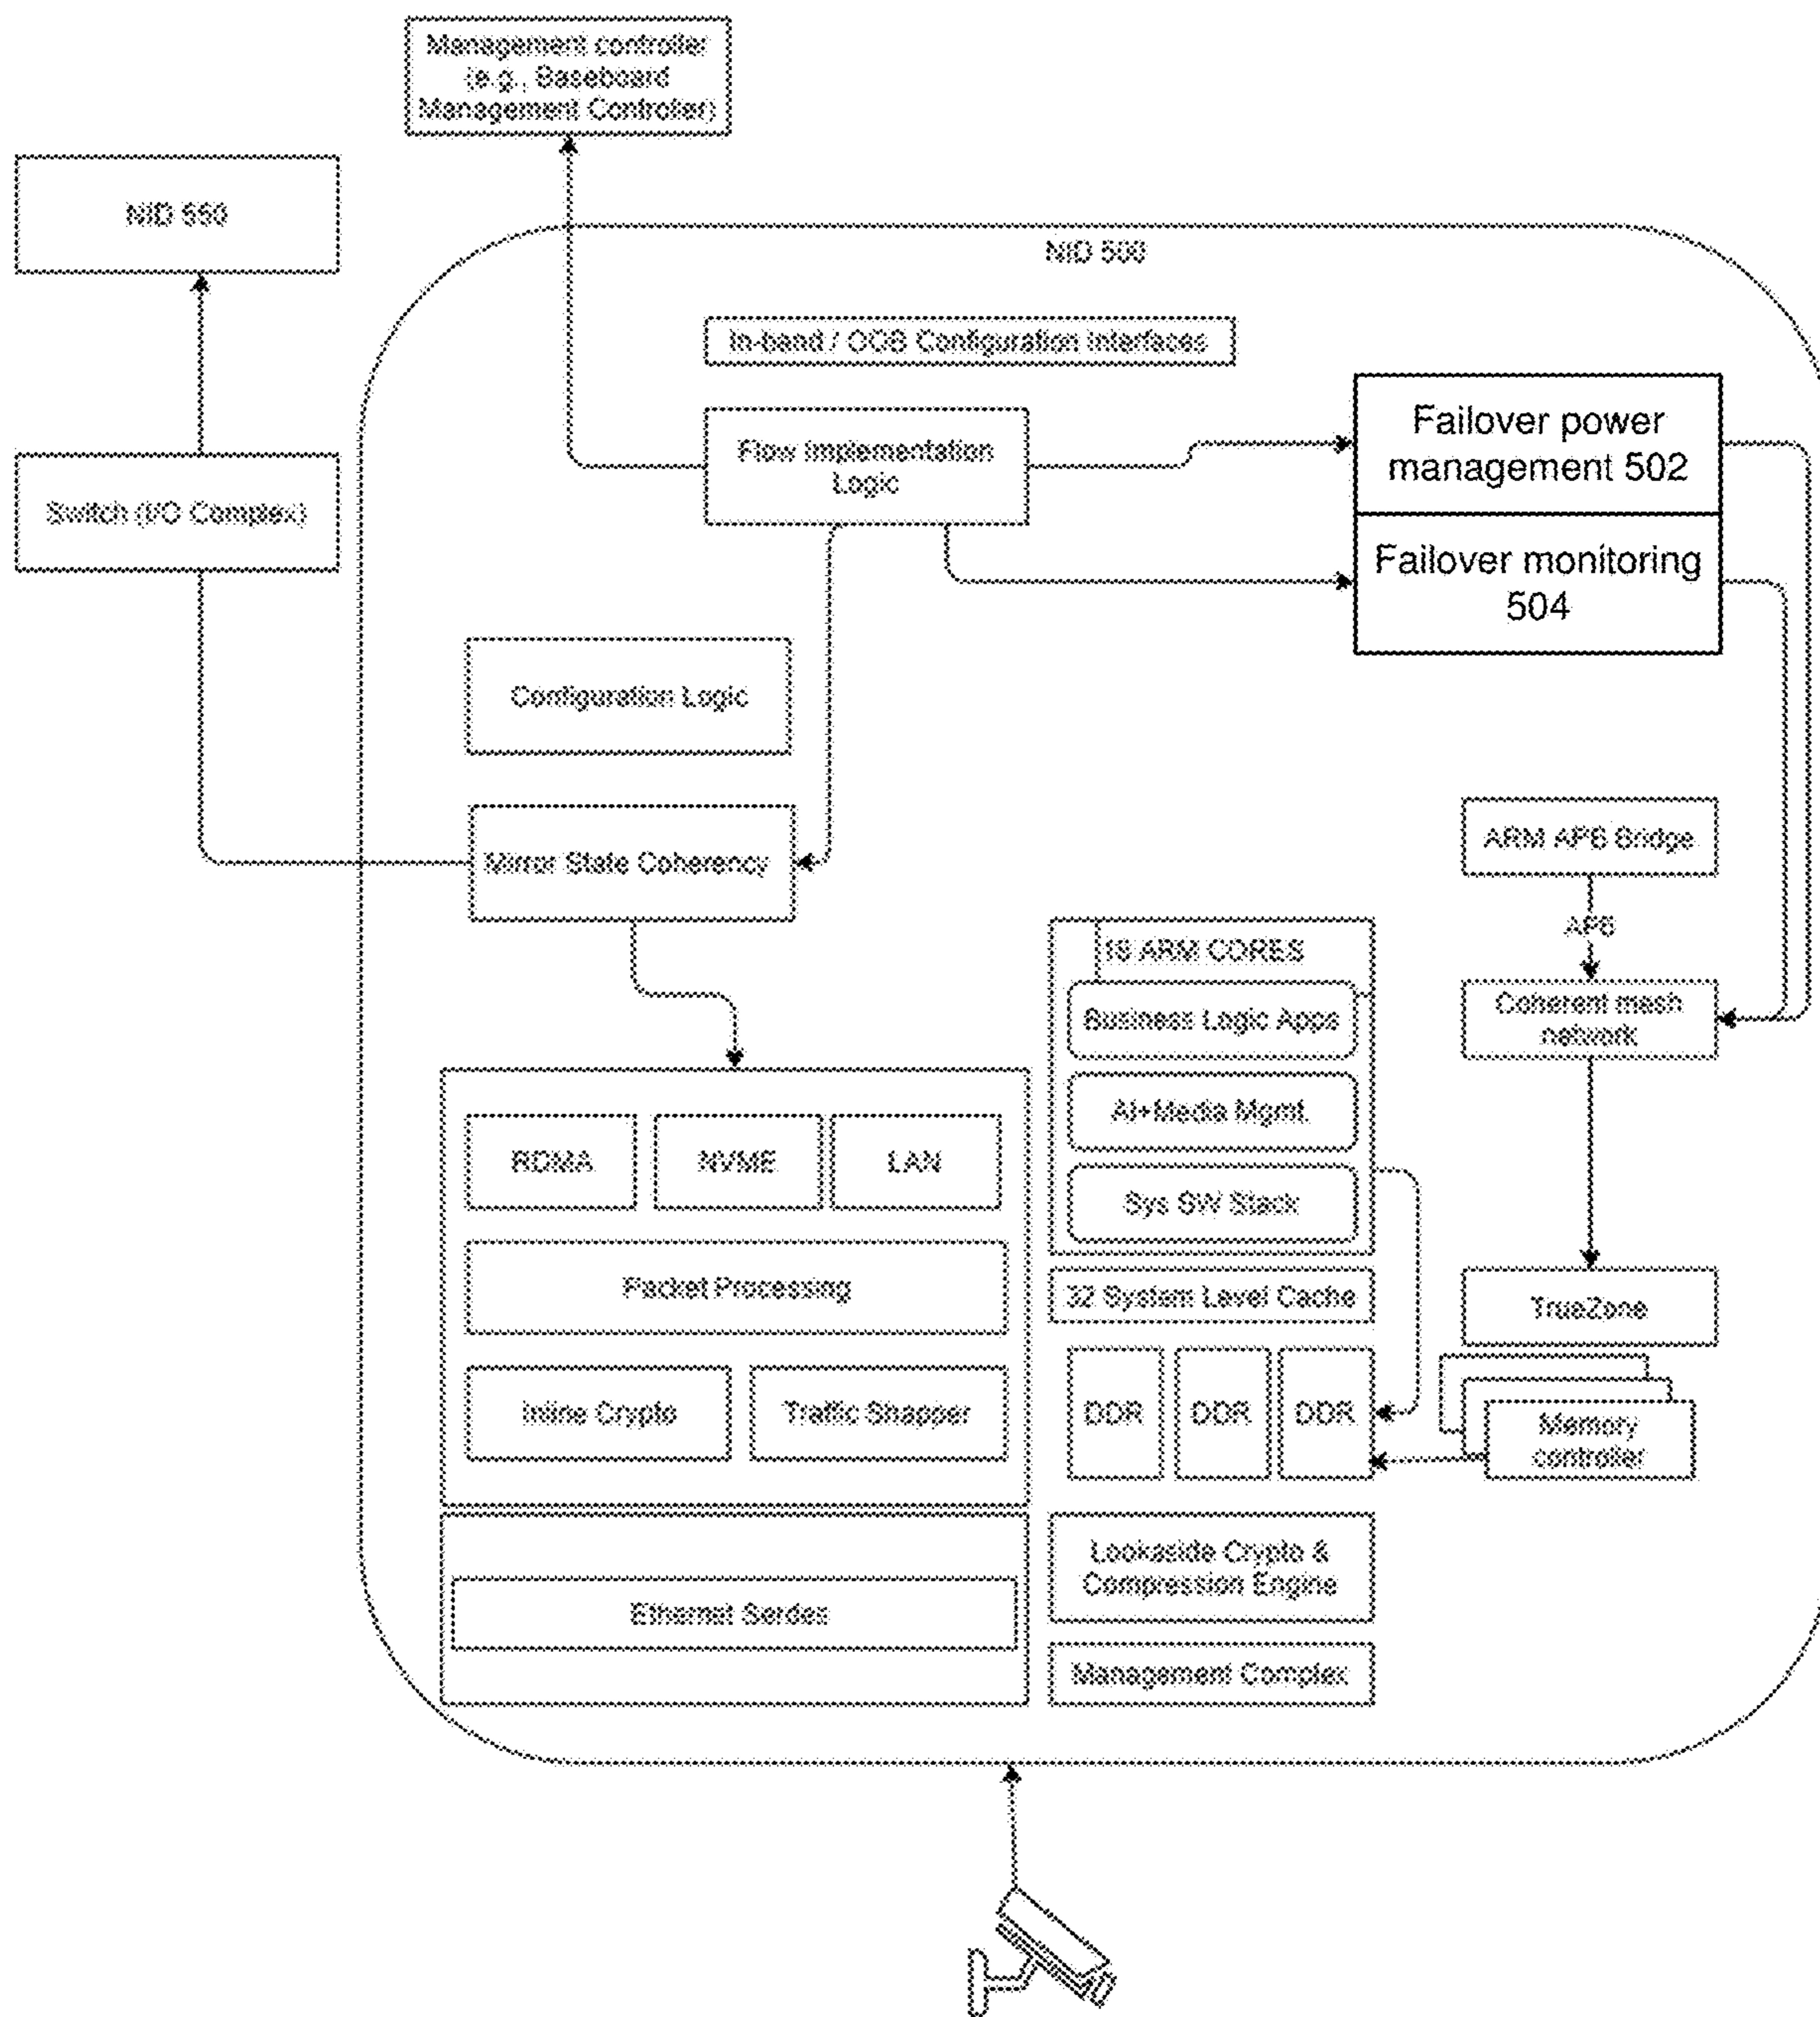 Management controller
(e.g., Baseboard
Management Controller)
NID 550
NID 500
In-band / OOB Configuration Interfaces
Flow Implementation
Logic
Failover power
management 502
Switch (I/O Complex)
Failover monitoring
504
Configuration Logic
Mirror State Coherency
ARM APB Bridge
APB
16 ARM CORES
Business Logic Apps
Coherent mesh
network
AI+Media Mgmt.
RDMA
NVME
LAN
Sys SW Stack
Packet Processing
32 System Level Cache
TrueZone
Inline Crypto
Traffic Shapper
DDR
DDR
DDR
Memory
controller
Lookaside Crypto &
Compression Engine
Ethernet Serdes
Management Complex